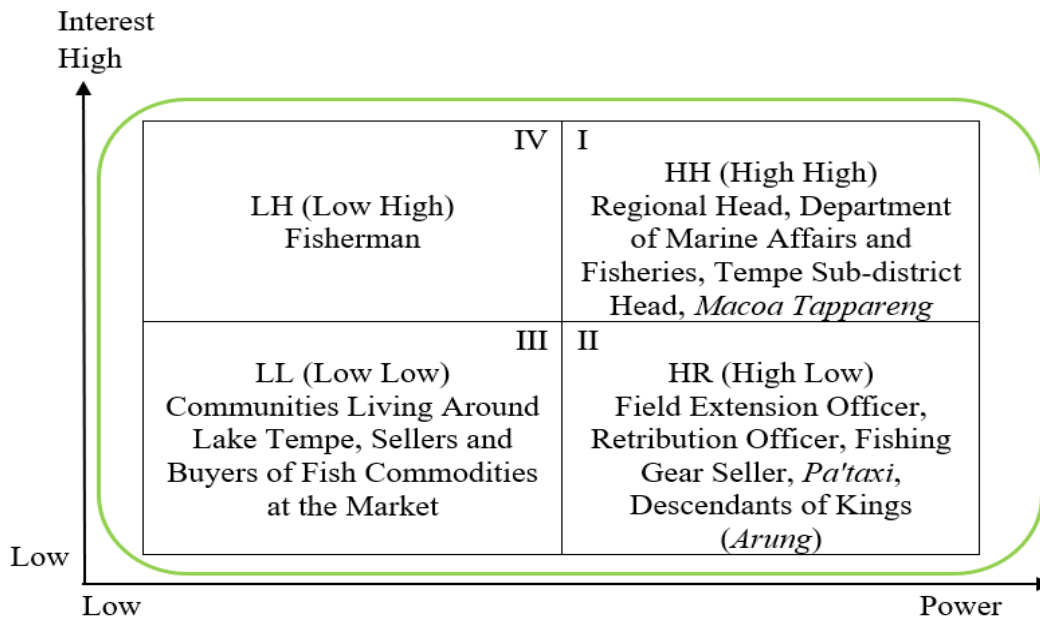 Interest
High
IV
LH (Low High)
Fisherman
I
HH (High High)
Regional Head, Department
of Marine Affairs and
Fisheries, Tempe Sub-district
Head, Macoa Tappareng
III
LL (Low Low)
Communities Living Around
Lake Tempe, Sellers and
Buyers of Fish Commodities
at the Market
II
HR (High Low)
Field Extension Officer,
Retribution Officer, Fishing
Gear Seller, Pa'taxi,
Descendants of Kings
(Arung)
Low
Low
Power